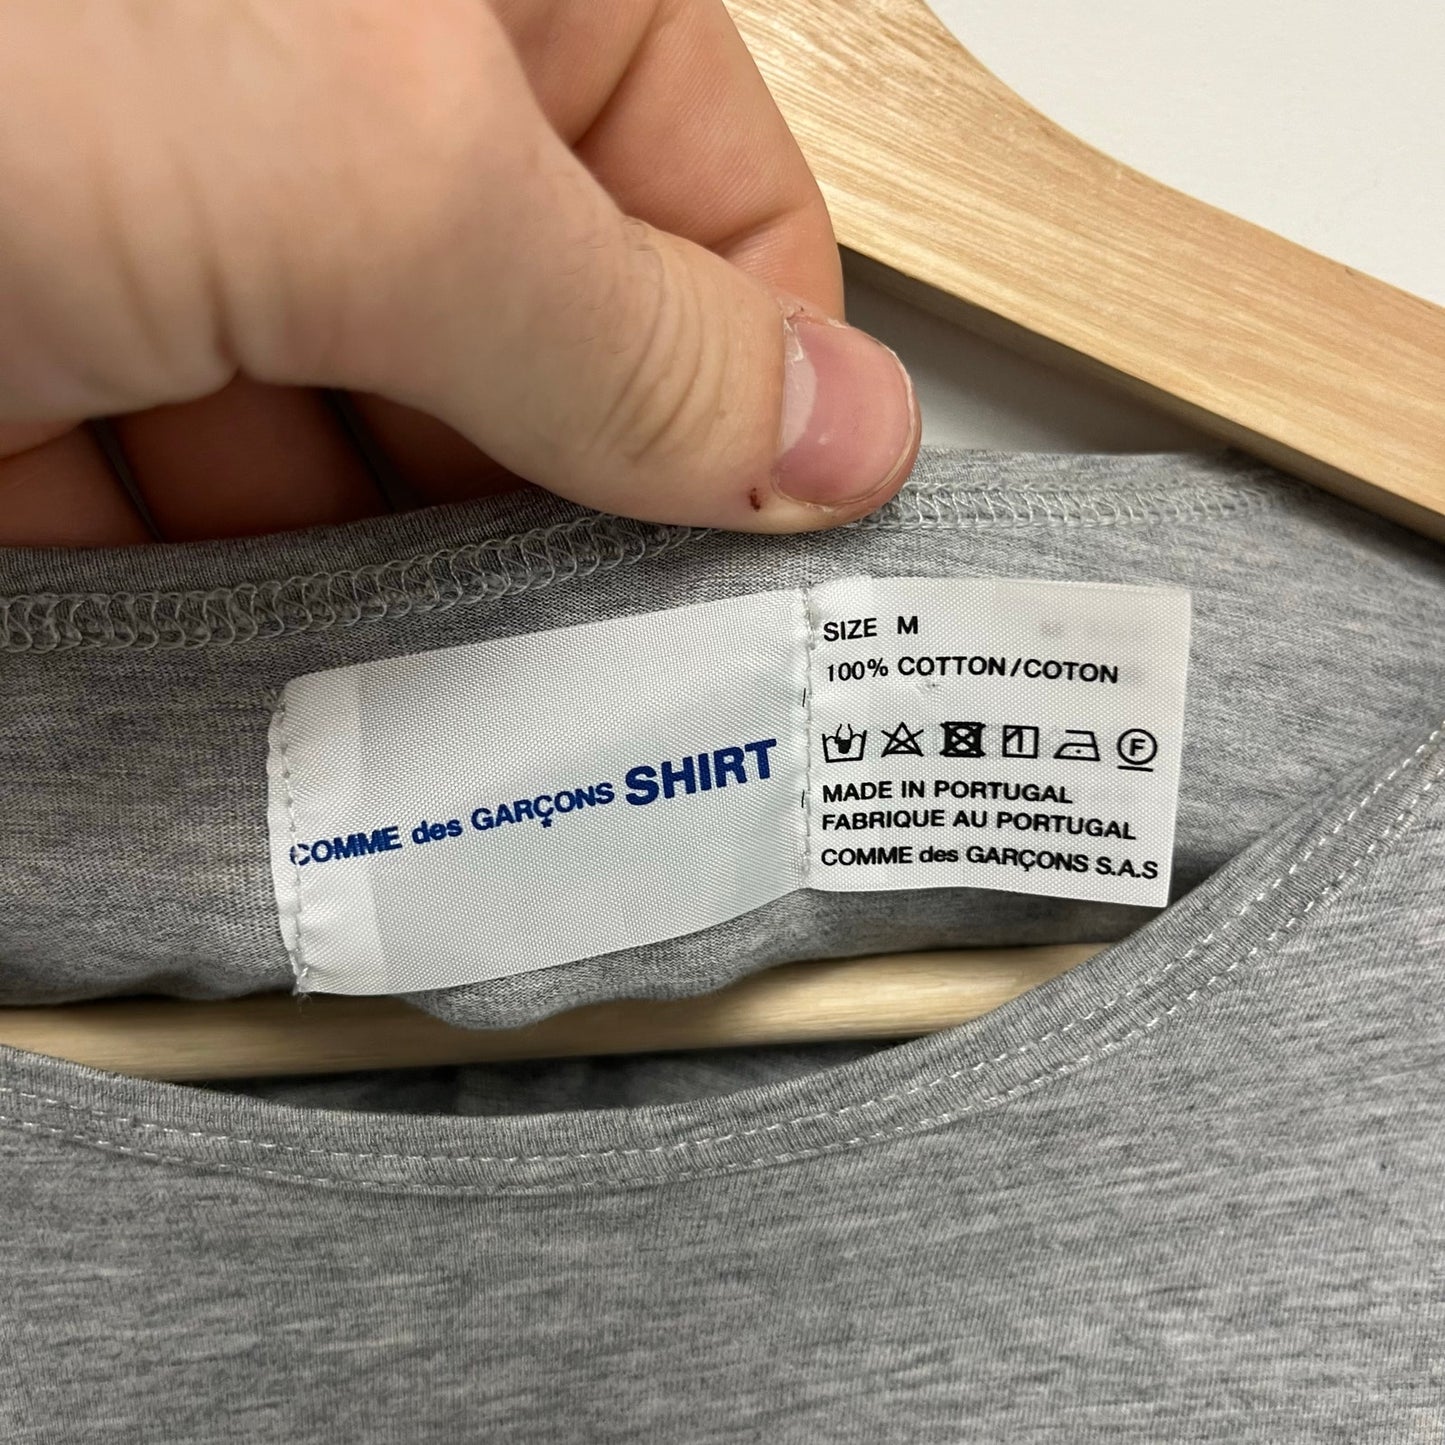 COMME des GARÇONS SHIRT
SIZE M
100% COTTON/COTON
F
MADE IN PORTUGAL
FABRIQUE AU PORTUGAL
COMME des GARÇONS S.A.S